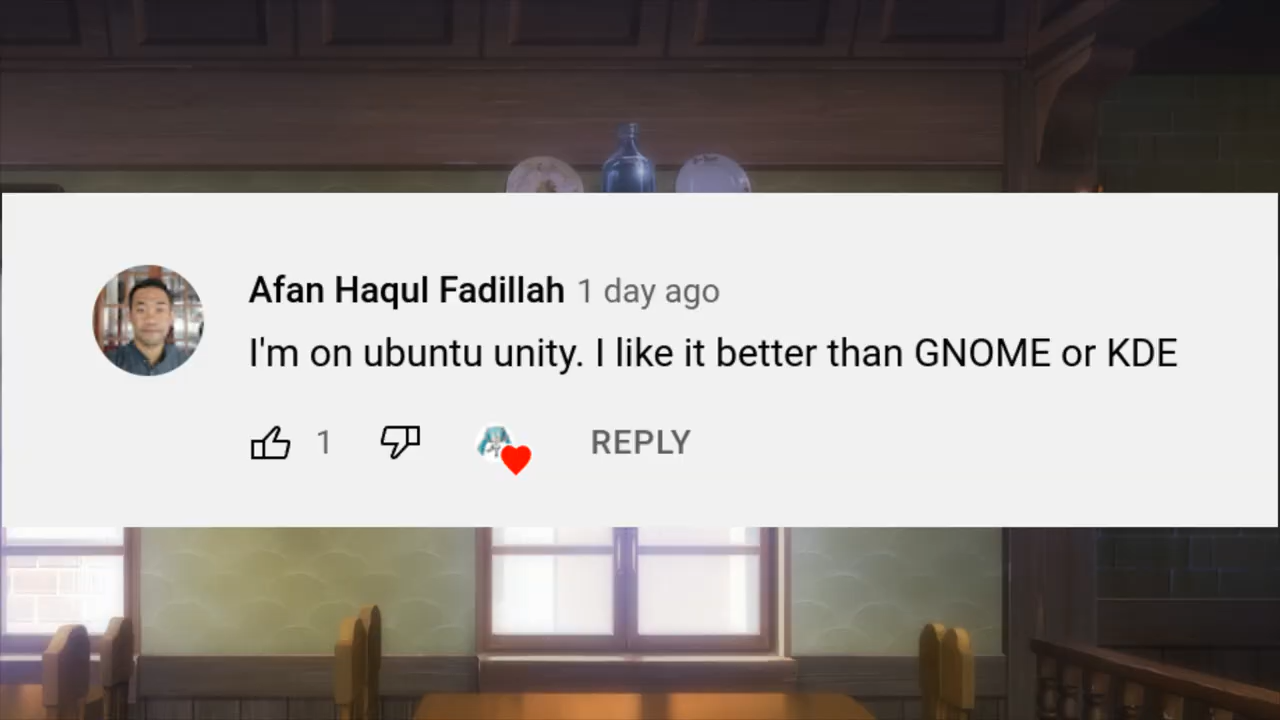 Afan Haqul Fadillah 1 day ago
I'm on ubuntu unity. I like it better than GNOME or KDE
1 REPLY